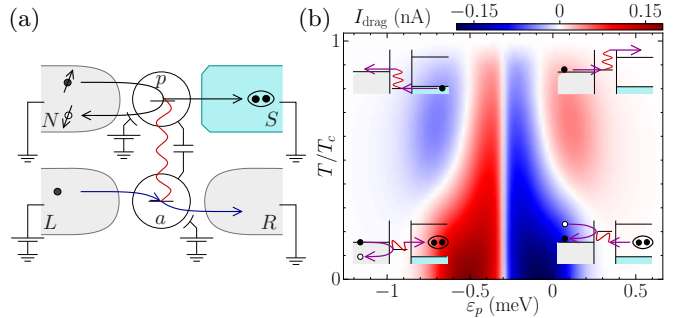 (a)
p
N
S
L
a
R
(b)
I_drag (nA)
−0.15 0 0.15
T/T_c
1
0
−1 −0.5 0 0.5
ε_p (meV)